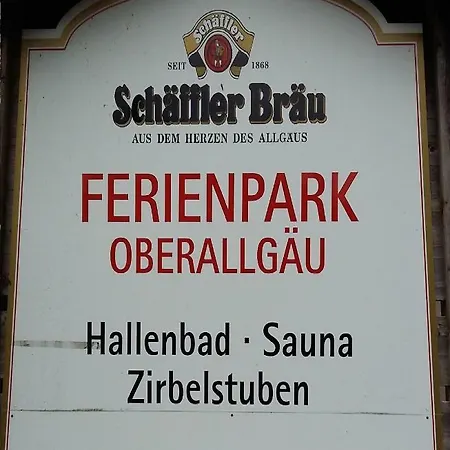 Schäffler
SEIT 1868
Schäffler Bräu
AUS DEM HERZEN DES ALLGÄUS
FERIENPARK
OBERALLGÄU
Hallenbad · Sauna
Zirbelstuben